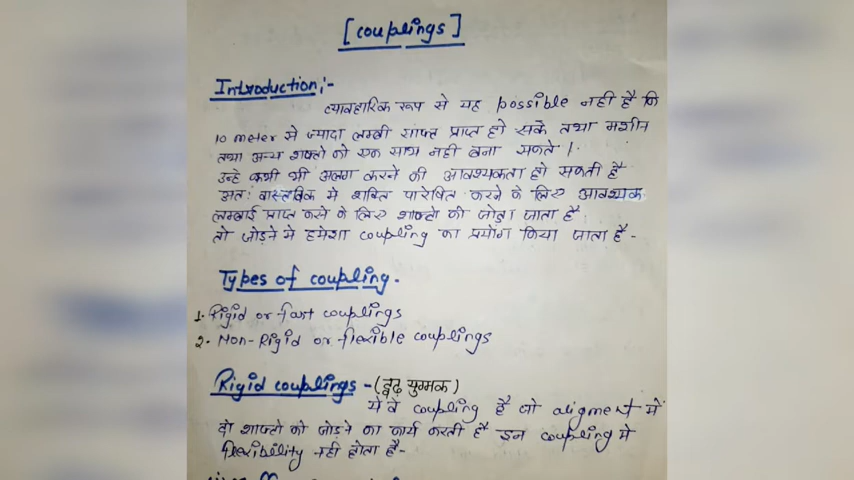 [couplings]
Introduction:-
व्यावहारिक रूप से यह possible नही है कि
10 meter से ज्यादा लम्बी शाफ्ट प्राप्त हो सके तथा मशीन
तथा अन्य शाफ्टो को एक साथ नही बना सकते |
उन्हे कभी भी अलग करने की आवश्यकता हो सकती है
अतः वास्तविक मे शक्ति पारेषित करने के लिए आवश्यक
लम्बाई प्राप्त करने के लिए शाफ्टो को जोड़ा जाता है
तो जोड़ने मे हमेशा coupling का प्रयोग किया जाता है-
Types of coupling.
1. Rigid or fast couplings
2. Non-Rigid or flexible couplings
Rigid couplings - (दृढ़ युग्मक)
ये वे coupling है जो aligment में
दो शाफ्टो को जोड़ने का कार्य करती है इन coupling मे
flexibility नही होता है-